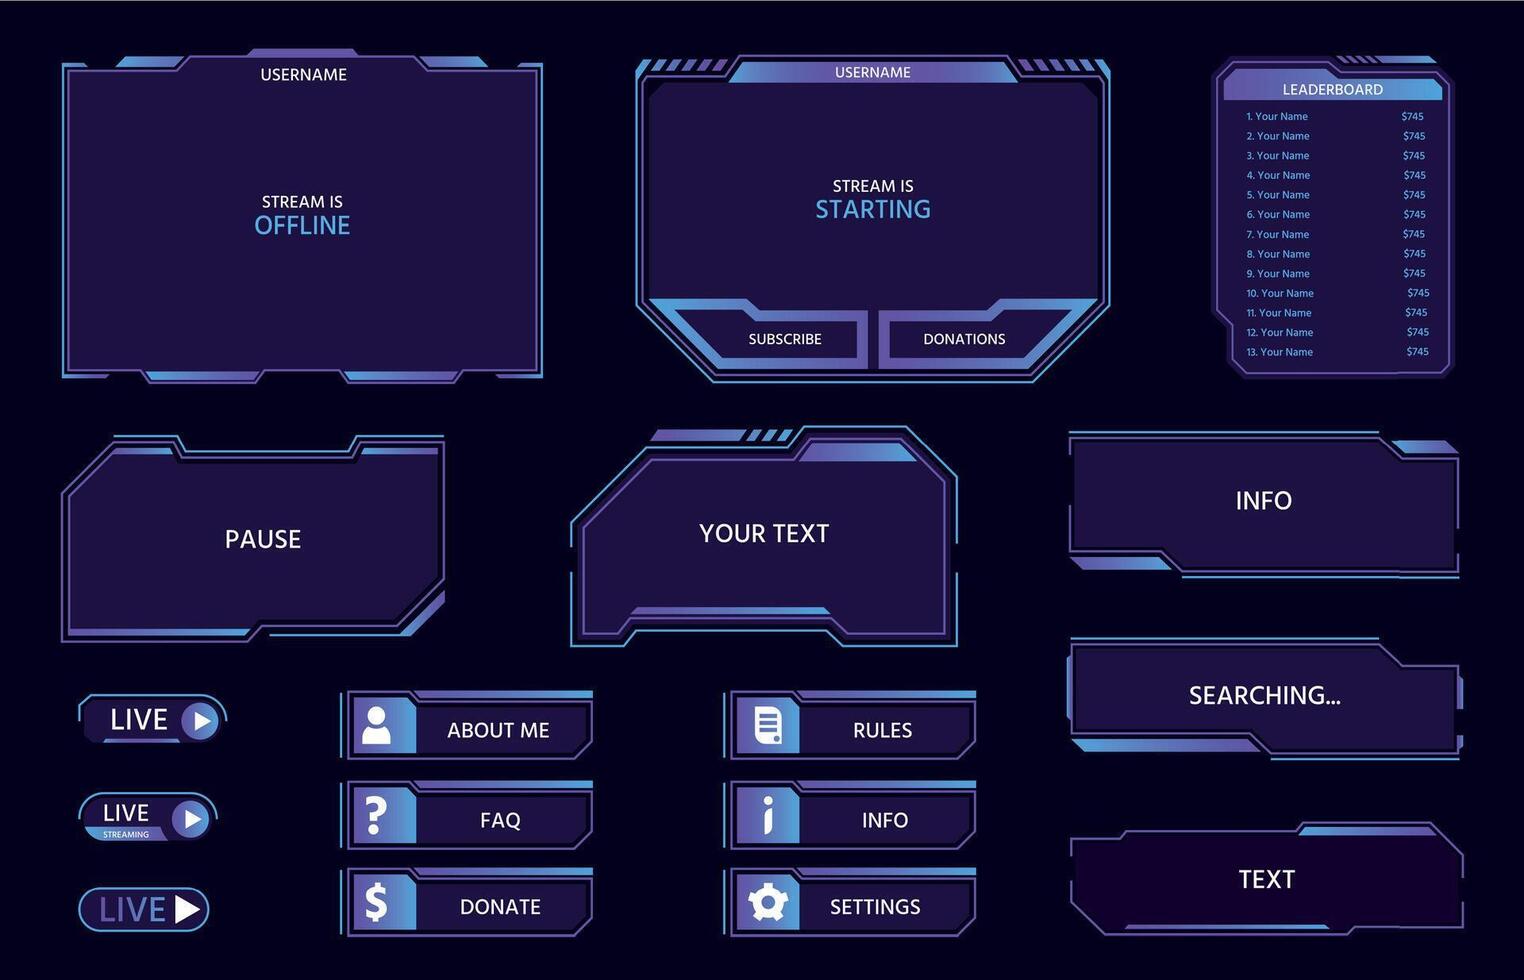 USERNAME
STREAM IS
OFFLINE
USERNAME
STREAM IS
STARTING
SUBSCRIBE
DONATIONS
LEADERBOARD
1. Your Name $745
2. Your Name $745
3. Your Name $745
4. Your Name $745
5. Your Name $745
6. Your Name $745
7. Your Name $745
8. Your Name $745
9. Your Name $745
10. Your Name $745
11. Your Name $745
12. Your Name $745
13. Your Name $745
PAUSE
YOUR TEXT
INFO
SEARCHING...
TEXT
LIVE
LIVE
STREAMING
LIVE
ABOUT ME
? FAQ
$ DONATE
RULES
i INFO
SETTINGS